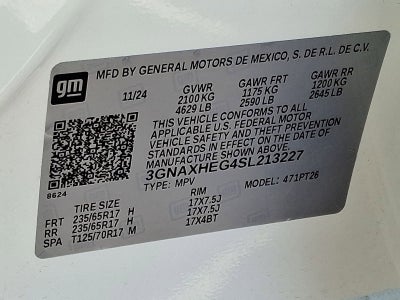 gm
MFD BY GENERAL MOTORS DE MEXICO, S. DE R.L. DE C.V.
11/24 GVWR GAWR FRT GAWR RR
2100 KG 1175 KG 1200 KG
4629 LB 2590 LB 2645 LB
THIS VEHICLE CONFORMS TO ALL
APPLICABLE U.S. FEDERAL MOTOR
VEHICLE SAFETY AND THEFT PREVENTION
STANDARDS IN EFFECT ON THE DATE OF
MANUFACTURE SHOWN ABOVE.
3GNAXHEG4SL213227
8624
TYPE: MPV MODEL: 471PT26
TIRE SIZE RIM
FRT 235/65R17 H 17X7.5J
RR 235/65R17 H 17X7.5J
SPA T125/70R17 M 17X4BT